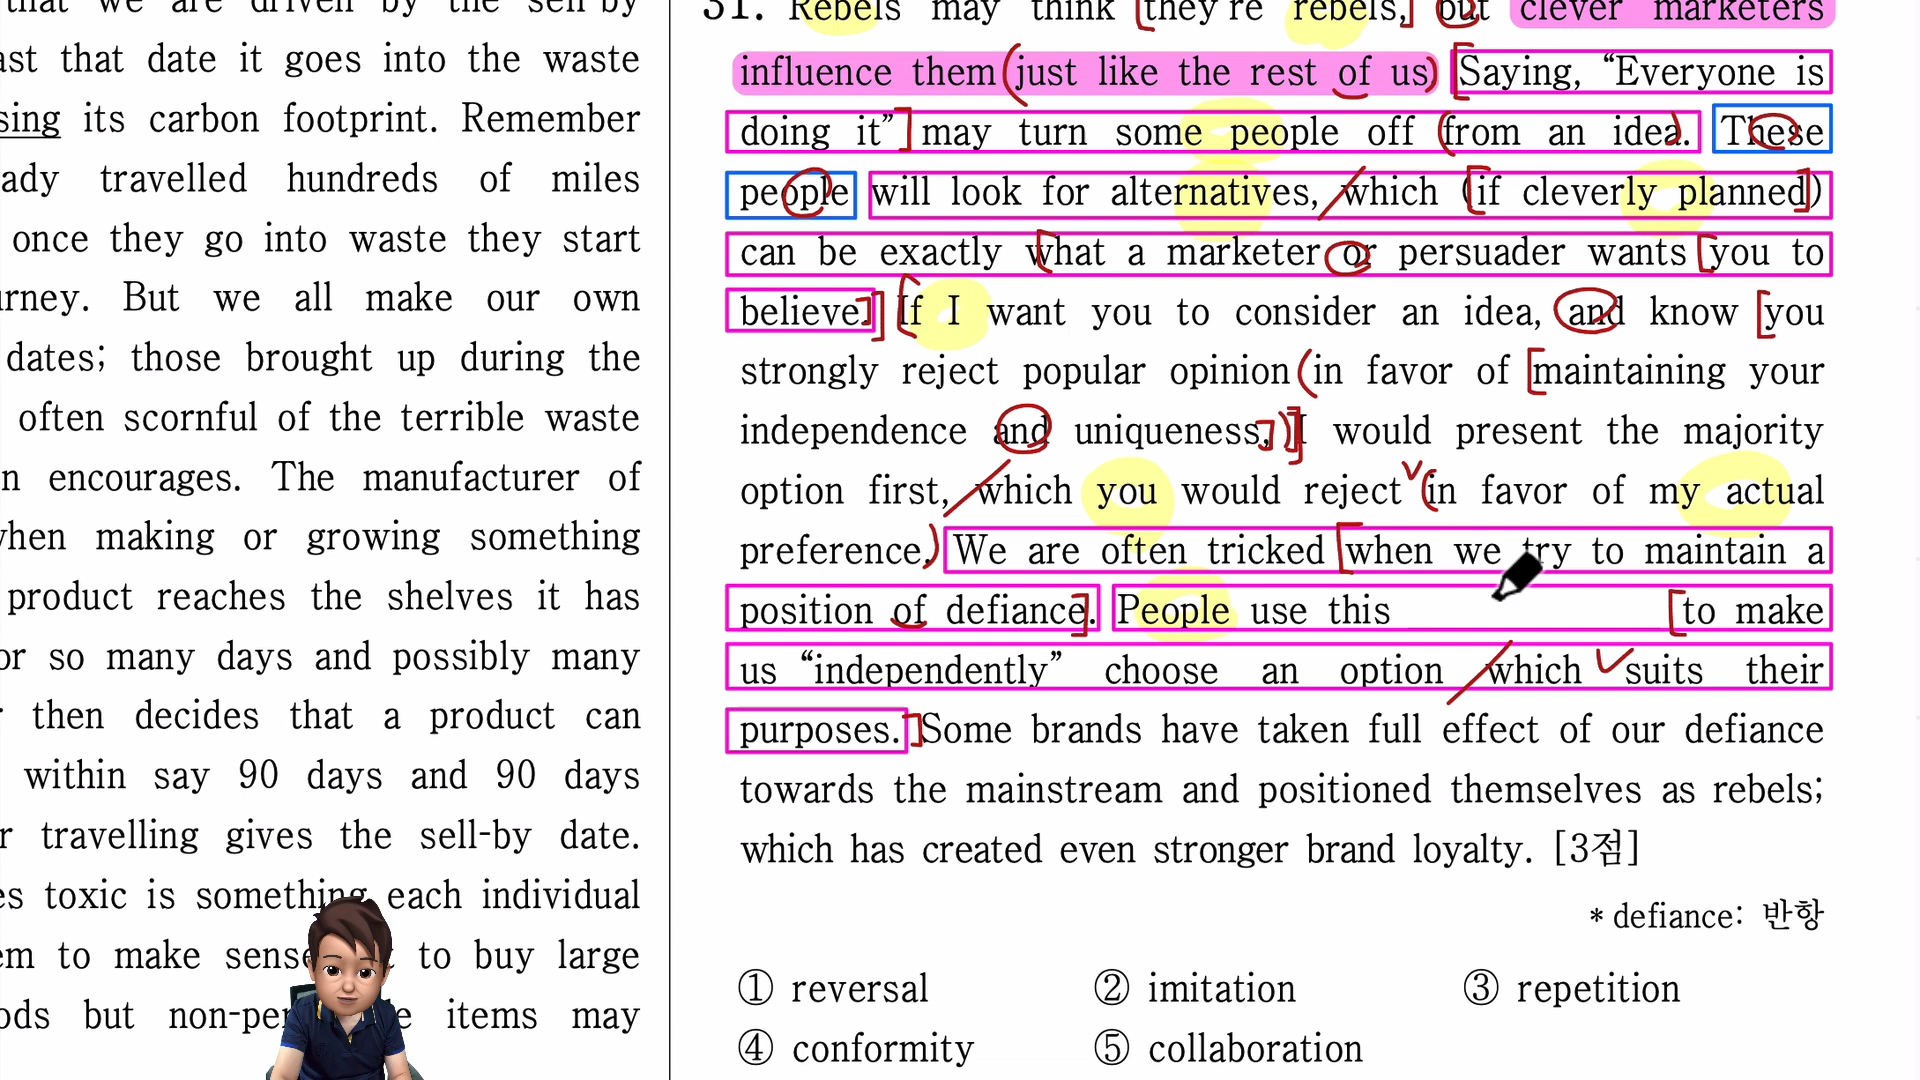 that we are driven by the sell-by
ast that date it goes into the waste
sing its carbon footprint. Remember
ady travelled hundreds of miles
once they go into waste they start
urney. But we all make our own
dates; those brought up during the
often scornful of the terrible waste
n encourages. The manufacturer of
when making or growing something
product reaches the shelves it has
or so many days and possibly many
r then decides that a product can
within say 90 days and 90 days
r travelling gives the sell-by date.
es toxic is something each individual
em to make sense to buy large
ods but non-per e items may
31. Rebels may think they're rebels, but clever marketers
influence them just like the rest of us. Saying, “Everyone is
doing it” may turn some people off from an idea. These
people will look for alternatives, which (if cleverly planned)
can be exactly what a marketer or persuader wants you to
believe. If I want you to consider an idea, and know you
strongly reject popular opinion in favor of maintaining your
independence and uniqueness, I would present the majority
option first, which you would reject in favor of my actual
preference. We are often tricked when we try to maintain a
position of defiance. People use this ____________ to make
us “independently” choose an option which suits their
purposes. Some brands have taken full effect of our defiance
towards the mainstream and positioned themselves as rebels;
which has created even stronger brand loyalty. [3점]
* defiance: 반항
① reversal ② imitation ③ repetition
④ conformity ⑤ collaboration